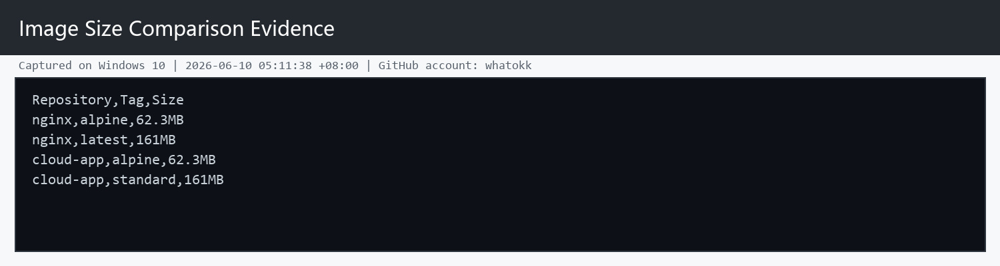 Image Size Comparison Evidence
Captured on Windows 10 | 2026-06-10 05:11:38 +08:00 | GitHub account: whatokk
Repository,Tag,Size
nginx,alpine,62.3MB
nginx,latest,161MB
cloud-app,alpine,62.3MB
cloud-app,standard,161MB